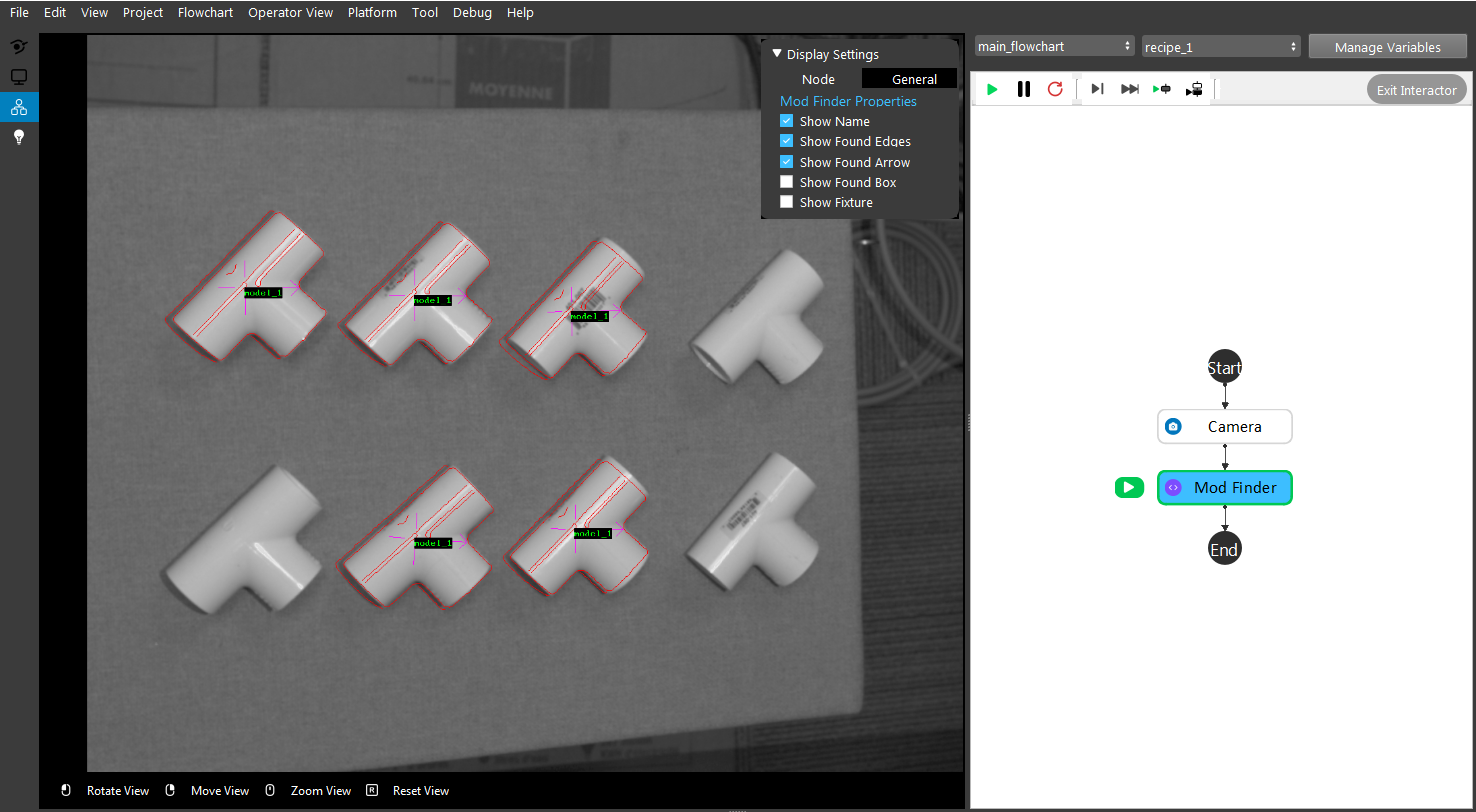 File Edit View Project Flowchart Operator View Platform Tool Debug Help
main_flowchart recipe_1 Manage Variables
Exit Interactor
Display Settings
Node General
Mod Finder Properties
Show Name
Show Found Edges
Show Found Arrow
Show Found Box
Show Fixture
MOYENNE
model_1
model_1
model_1
model_1
model_1
Start
Camera
Mod Finder
End
Rotate View Move View Zoom View R Reset View